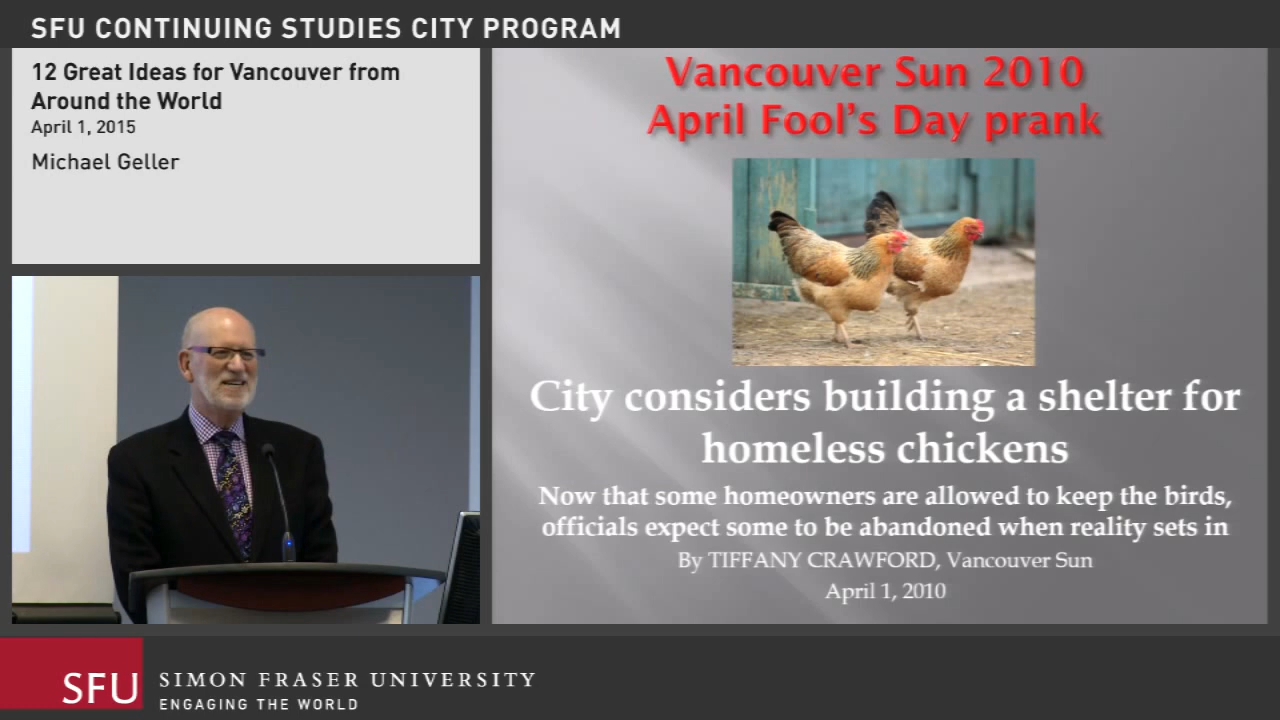 SFU CONTINUING STUDIES CITY PROGRAM
12 Great Ideas for Vancouver from
Around the World
April 1, 2015
Michael Geller
Vancouver Sun 2010
April Fool's Day prank
City considers building a shelter for
homeless chickens
Now that some homeowners are allowed to keep the birds,
officials expect some to be abandoned when reality sets in
By TIFFANY CRAWFORD, Vancouver Sun
April 1, 2010
SFU
SIMON FRASER UNIVERSITY
ENGAGING THE WORLD